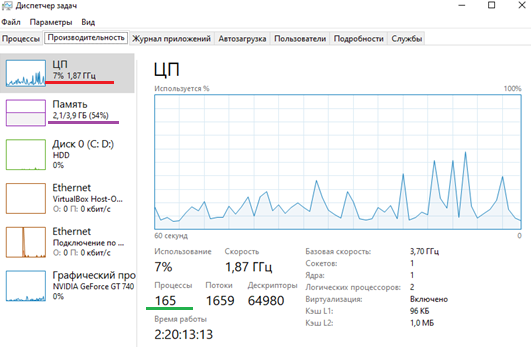 Диспетчер задач
Файл Параметры Вид
Процессы Производительность Журнал приложений Автозагрузка Пользователи Подробности Службы
ЦП
7% 1,87 ГГц
Память
2,1/3,9 ГБ (54%)
Диск 0 (C: D:)
HDD
0%
Ethernet
VirtualBox Host-O...
О: 0 П: 0 кбит/с
Ethernet
Подключение по ...
О: 0 П: 0 кбит/с
Графический про
NVIDIA GeForce GT 740
0%
ЦП
Используется % 100%
60 секунд 0
Использование Скорость
7% 1,87 ГГц
Процессы Потоки Дескрипторы
165 1659 64980
Время работы
2:20:13:13
Базовая скорость: 3,70 ГГц
Сокетов: 1
Ядра: 1
Логических процессоров: 2
Виртуализация: Включено
Кэш L1: 96 КБ
Кэш L2: 1,0 МБ